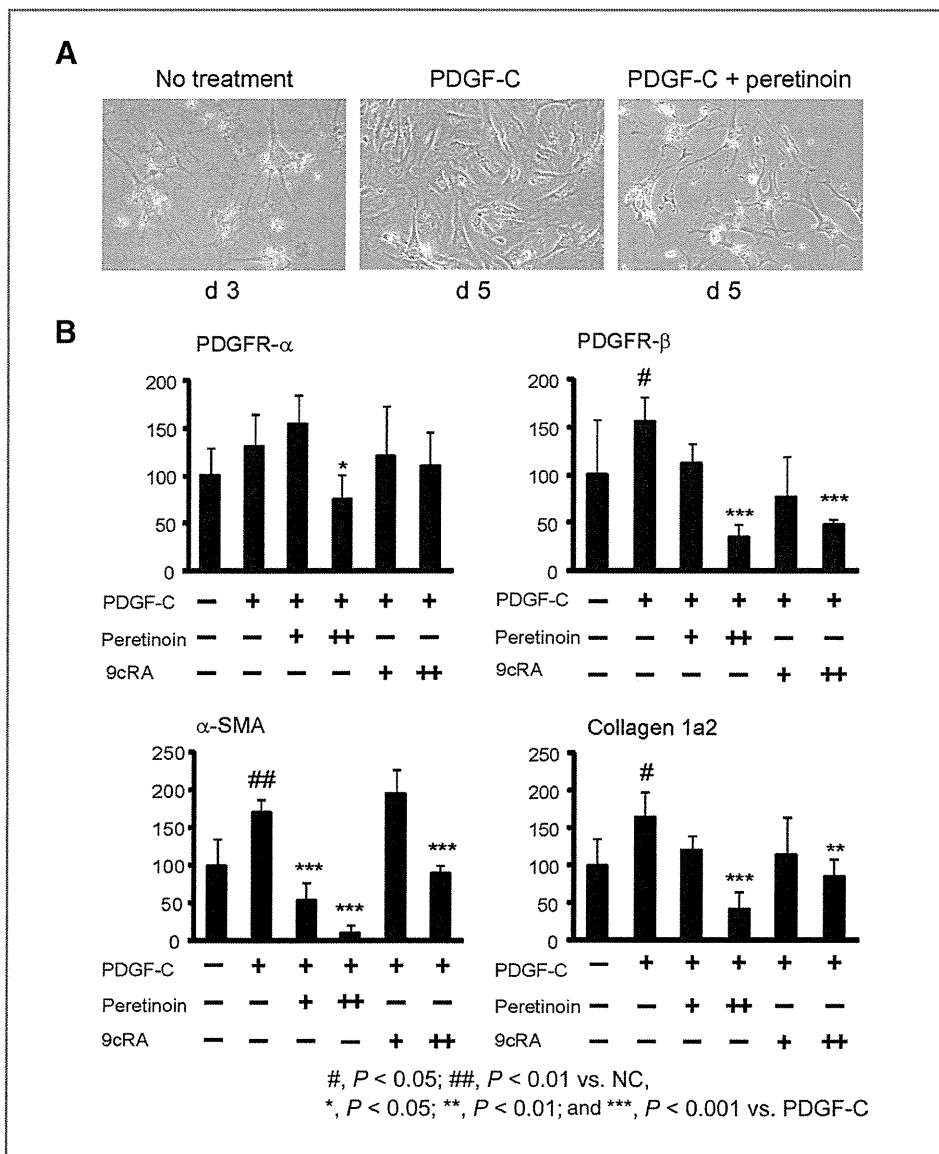 A
No treatment PDGF-C PDGF-C + peretinoin
d 3 d 5 d 5
B
PDGFR-α
200
150
100
50
0
*
PDGF-C − + + + + +
Peretinoin − − + ++ − −
9cRA − − − − + ++
PDGFR-β
200
150
100
50
0
# *** ***
PDGF-C − + + + + +
Peretinoin − − + ++ − −
9cRA − − − − + ++
α-SMA
250
200
150
100
50
0
## *** *** ***
PDGF-C − + + + + +
Peretinoin − − + ++ − −
9cRA − − − − + ++
Collagen 1a2
250
200
150
100
50
0
# *** **
PDGF-C − + + + + +
Peretinoin − − + ++ − −
9cRA − − − − + ++
#, P < 0.05; ##, P < 0.01 vs. NC,
*, P < 0.05; **, P < 0.01; and ***, P < 0.001 vs. PDGF-C